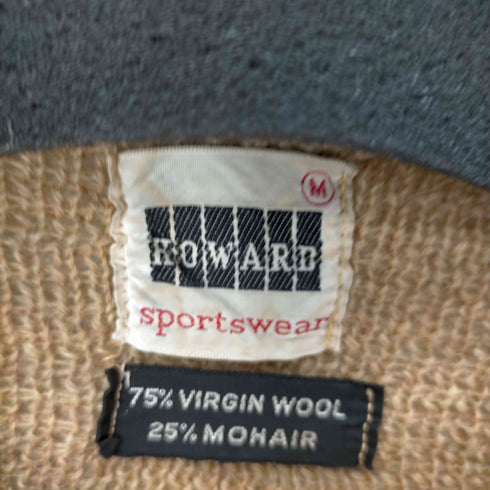 M
HOWARD
sportswear
75% VIRGIN WOOL
25% MOHAIR